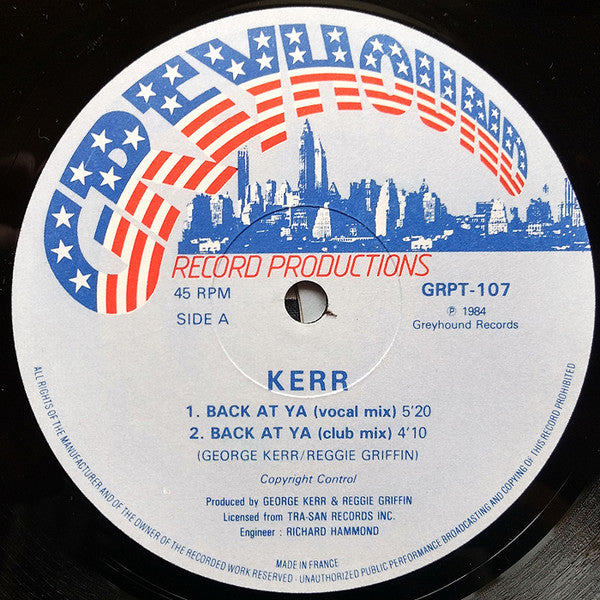 GREYHOUND
RECORD PRODUCTIONS
45 RPM
GRPT-107
SIDE A
℗ 1984
Greyhound Records
KERR
1. BACK AT YA (vocal mix) 5'20
2. BACK AT YA (club mix) 4'10
(GEORGE KERR/REGGIE GRIFFIN)
Copyright Control
Produced by GEORGE KERR & REGGIE GRIFFIN
Licensed from TRA-SAN RECORDS INC.
Engineer : RICHARD HAMMOND
MADE IN FRANCE
ALL RIGHTS OF THE MANUFACTURER AND OF THE OWNER OF THE RECORDED WORK RESERVED - UNAUTHORIZED PUBLIC PERFORMANCE BROADCASTING AND COPYING OF THIS RECORD PROHIBITED